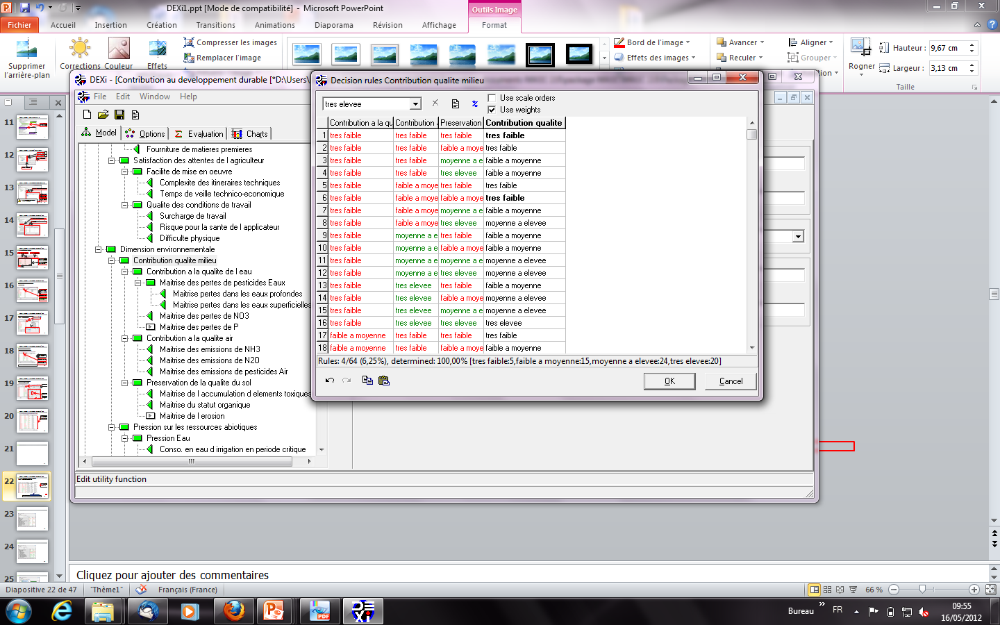 DEXi1.ppt [Mode de compatibilité] - Microsoft PowerPoint
Outils Image
Fichier Accueil Insertion Création Transitions Animations Diaporama Révision Affichage Format
Supprimer l'arrière-plan
Corrections Couleur Effets
Compresser les images
Remplacer l'image
Bord de l'image
Effets des images
Avancer
Reculer
Aligner
Grouper
Rogner
Hauteur : 9,67 cm
Largeur : 3,13 cm
Taille
DEXi - [Contribution au developpement durable [*D:\Users\
File Edit Window Help
Model Options Evaluation Charts
Fourniture de matieres premieres
Satisfaction des attentes de l agriculteur
Facilite de mise en oeuvre
Complexite des itineraires techniques
Temps de veille technico-economique
Qualite des conditions de travail
Surcharge de travail
Risque pour la sante de l applicateur
Difficulte physique
Dimension environnementale
Contribution qualite milieu
Contribution a la qualite de l eau
Maitrise des pertes de pesticides Eaux
Maitrise pertes dans les eaux profondes
Maitrise pertes dans les eaux superficielles
Maitrise des pertes de NO3
Maitrise des pertes de P
Contribution a la qualite air
Maitrise des emissions de NH3
Maitrise des emissions de N2O
Maitrise des emissions de pesticides Air
Preservation de la qualite du sol
Maitrise de l accumulation d elements toxiques
Maitrise du statut organique
Maitrise de l erosion
Pression sur les ressources abiotiques
Pression Eau
Conso. en eau d irrigation en periode critique
Edit utility function
Decision rules Contribution qualite milieu
tres elevee
%
Use scale orders
Use weights
Contribution a la qu Contribution Preservation Contribution qualite
1 tres faible tres faible tres faible tres faible
2 tres faible tres faible faible a moye tres faible
3 tres faible tres faible moyenne a e faible a moyenne
4 tres faible tres faible tres elevee faible a moyenne
5 tres faible faible a moye tres faible tres faible
6 tres faible faible a moye faible a moye tres faible
7 tres faible faible a moye moyenne a e faible a moyenne
8 tres faible faible a moye tres elevee moyenne a elevee
9 tres faible moyenne a e tres faible faible a moyenne
10 tres faible moyenne a e faible a moye faible a moyenne
11 tres faible moyenne a e moyenne a e moyenne a elevee
12 tres faible moyenne a e tres elevee moyenne a elevee
13 tres faible tres elevee tres faible faible a moyenne
14 tres faible tres elevee faible a moye moyenne a elevee
15 tres faible tres elevee moyenne a e moyenne a elevee
16 tres faible tres elevee tres elevee tres elevee
17 faible a moyenne tres faible tres faible tres faible
18 faible a moyenne tres faible faible a moye faible a moyenne
Rules: 4/64 (6,25%), determined: 100,00% [tres faible:5,faible a moyenne:15,moyenne a elevee:24,tres elevee:20]
OK Cancel
11
12
13
14
15
16
17
18
19
20
21
22
23
24
25
Cliquez pour ajouter des commentaires
Diapositive 22 de 47 "Thème1" Français (France) 66 %
PDF
Bureau » FR
09:55
16/05/2012